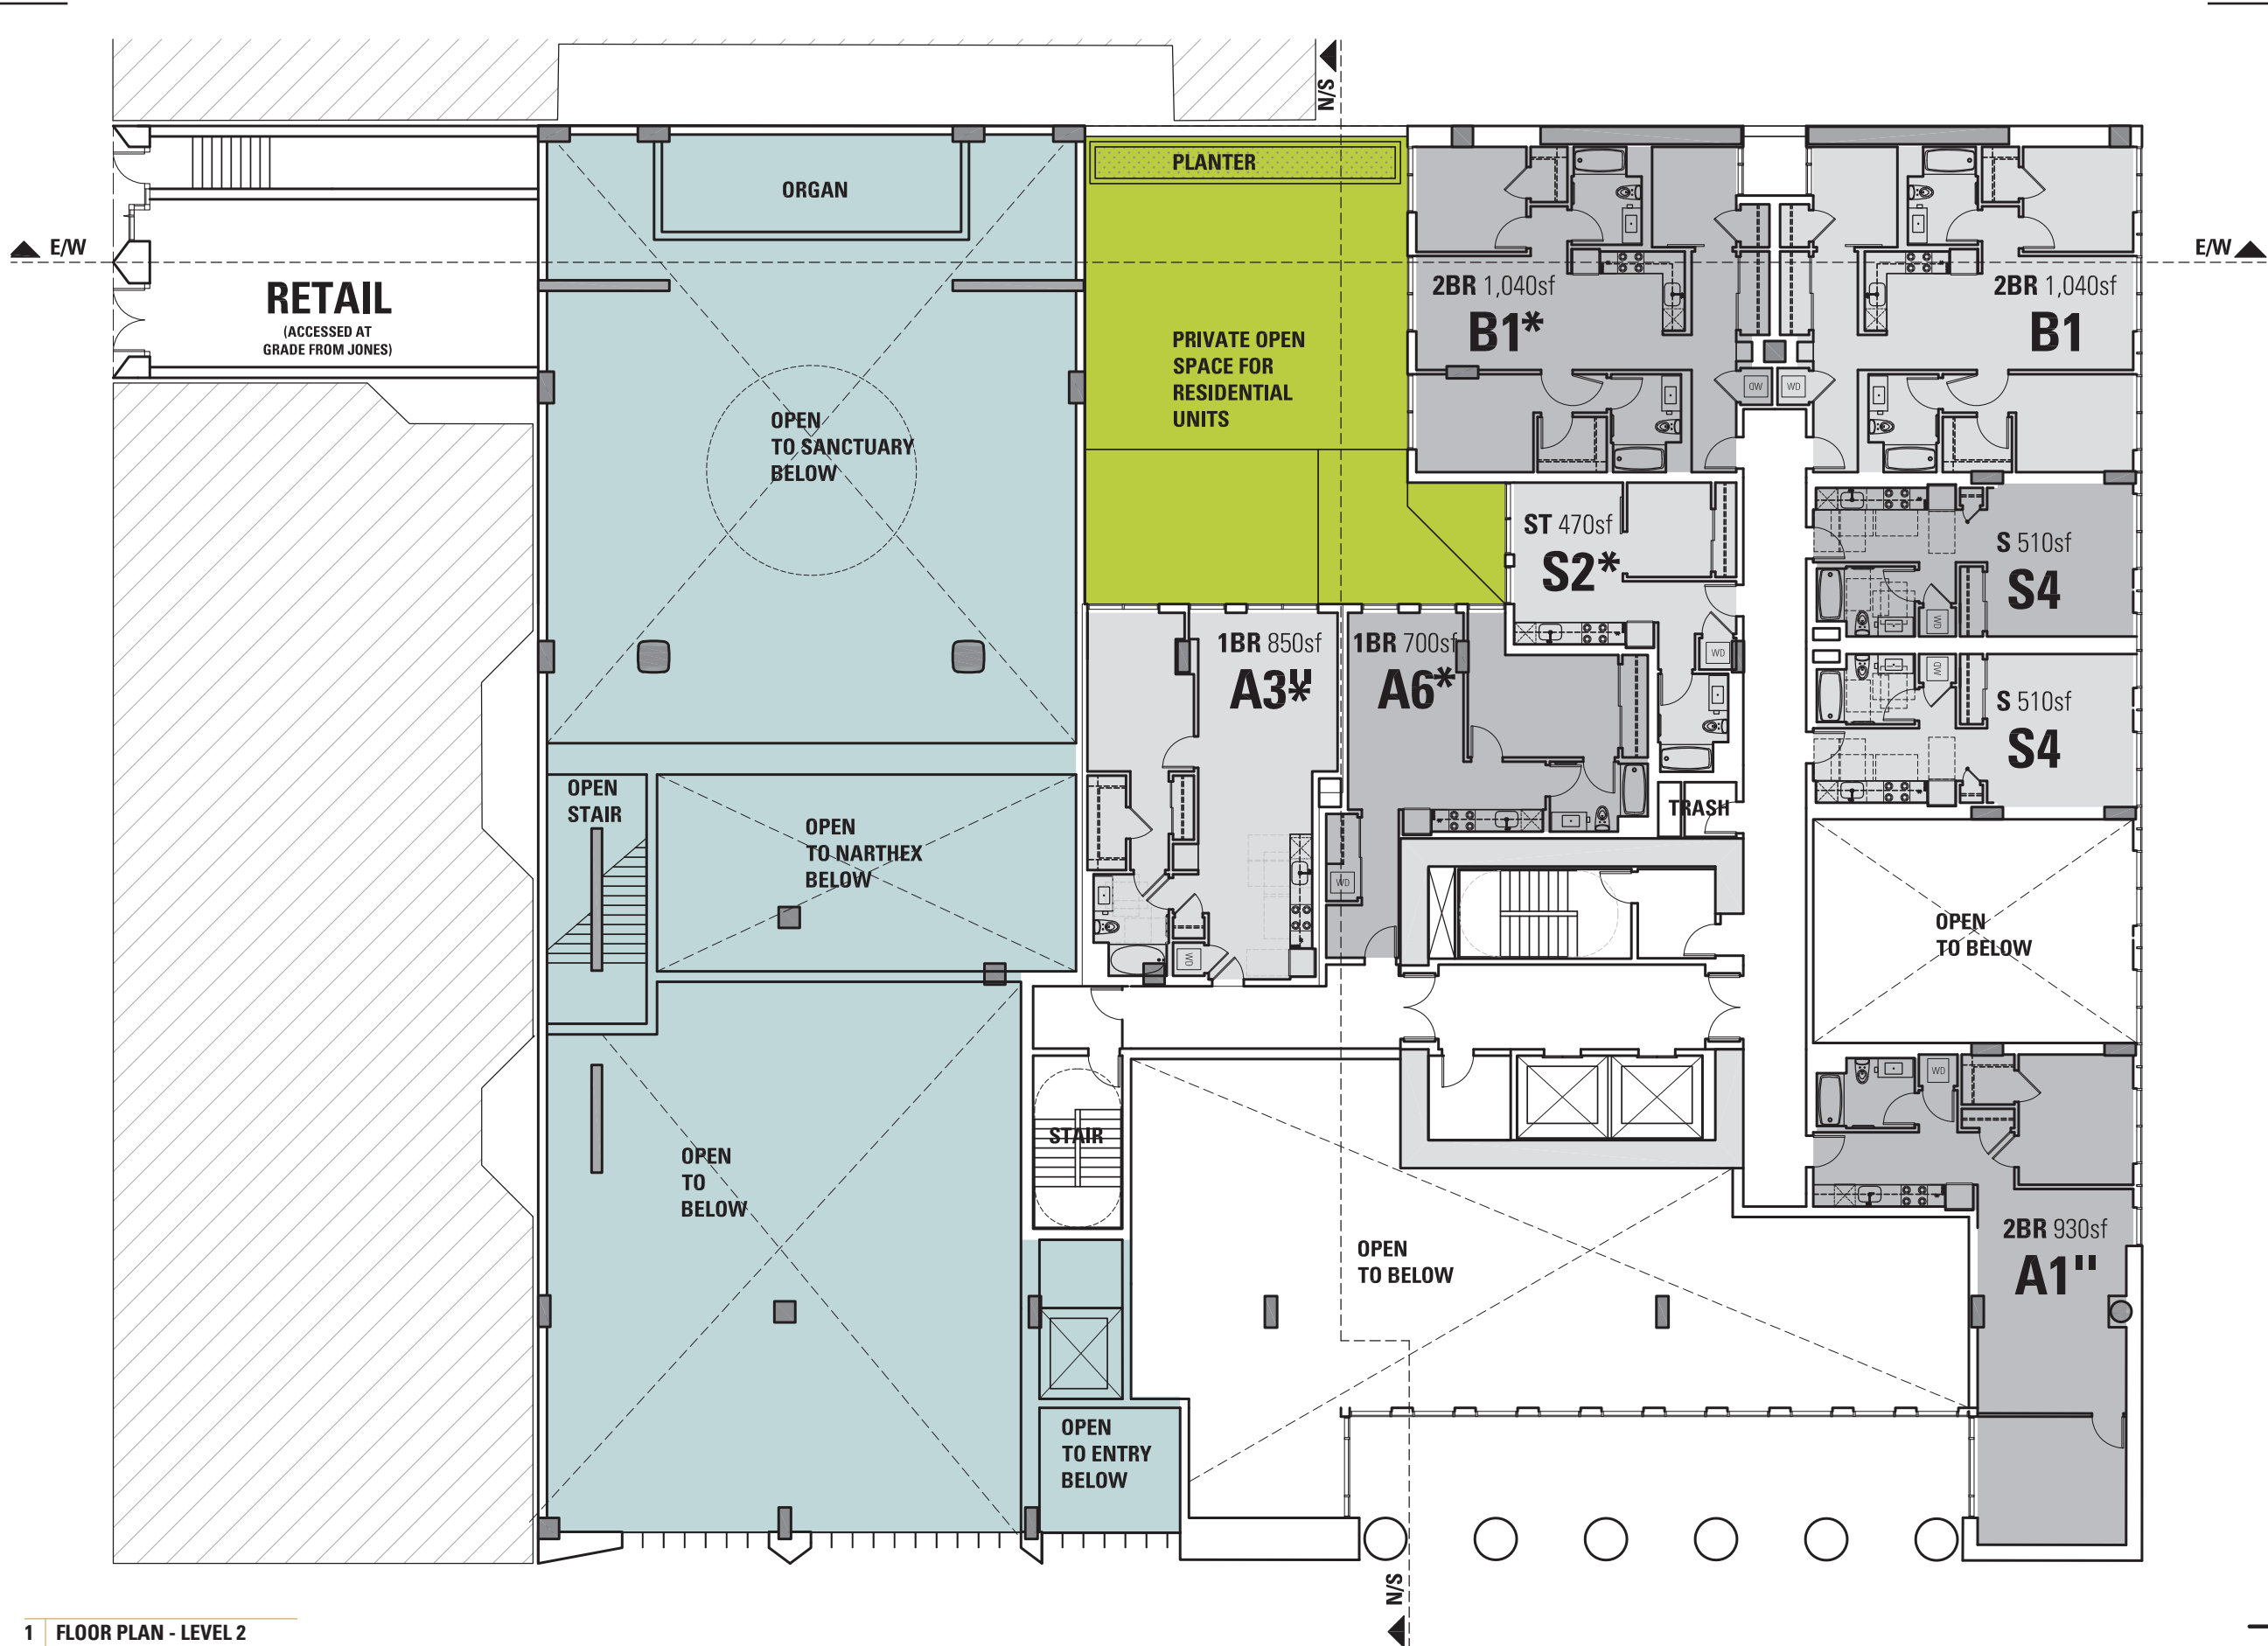 N/S
PLANTER
ORGAN
E/W
E/W
RETAIL
(ACCESSED AT
GRADE FROM JONES)
2BR 1,040sf
B1*
2BR 1,040sf
B1
PRIVATE OPEN
SPACE FOR
RESIDENTIAL
UNITS
WD
WD
OPEN
TO SANCTUARY
BELOW
ST 470sf
S2*
S 510sf
S4
WD
1BR 850sf
A3"*
1BR 700sf
A6*
WD
WD
S 510sf
S4
OPEN
STAIR
TRASH
OPEN
TO NARTHEX
BELOW
WD
OPEN
TO BELOW
WD
WD
STAIR
OPEN
TO
BELOW
2BR 930sf
A1"
OPEN
TO BELOW
OPEN
TO ENTRY
BELOW
N/S
1 FLOOR PLAN - LEVEL 2